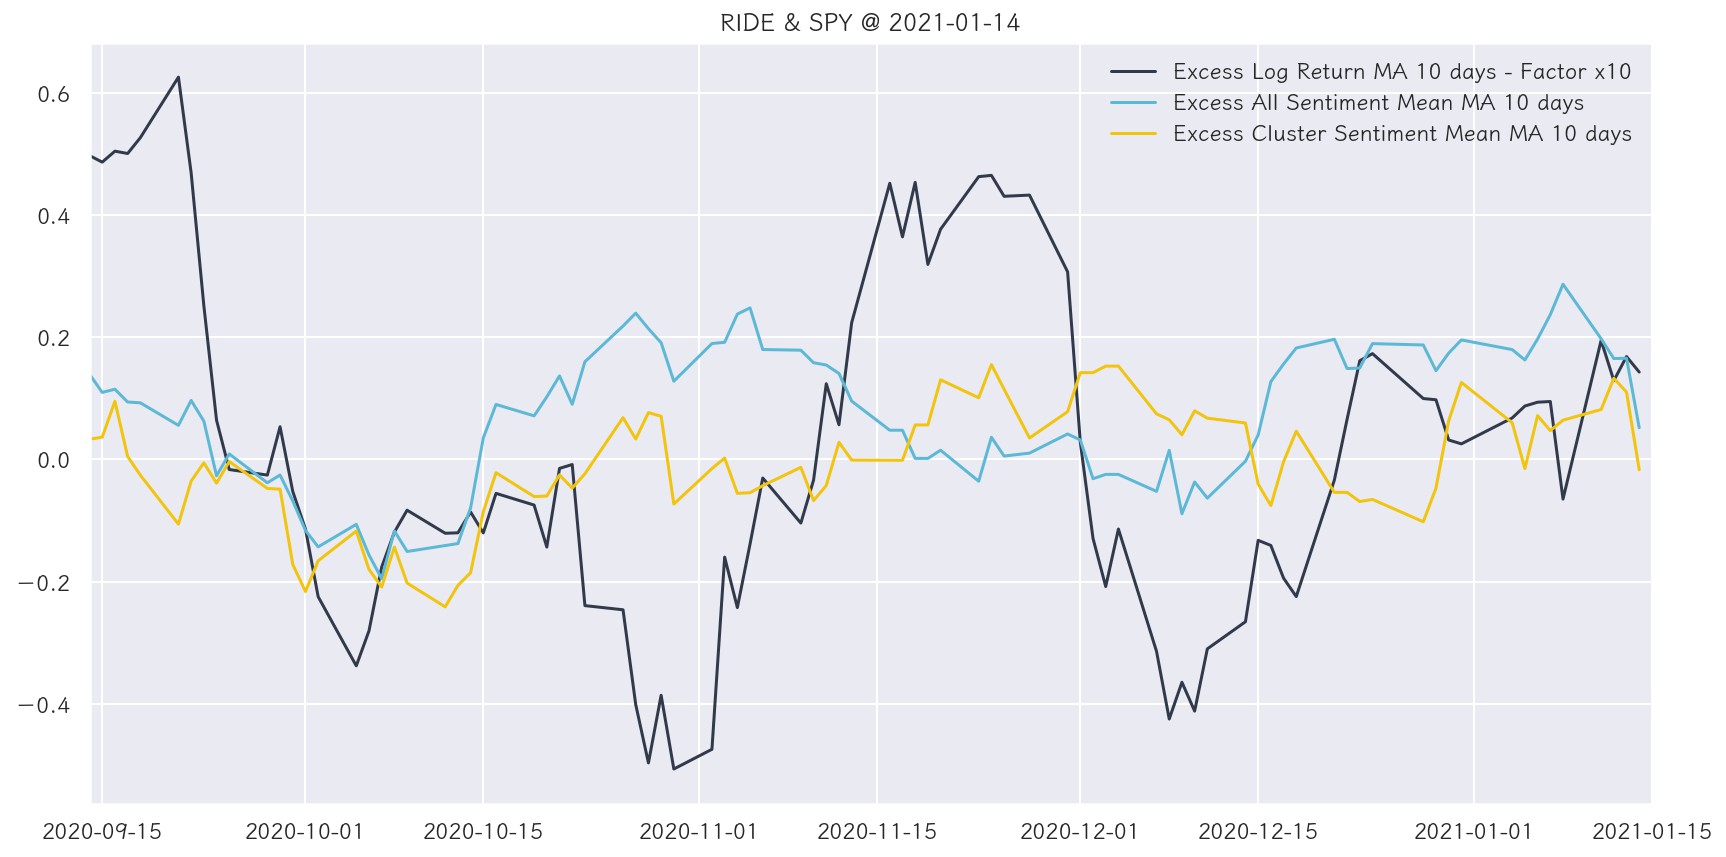 RIDE & SPY @ 2021-01-14
Excess Log Return MA 10 days - Factor x10
Excess All Sentiment Mean MA 10 days
Excess Cluster Sentiment Mean MA 10 days
0.6
0.4
0.2
0.0
−0.2
−0.4
2020-09-15 2020-10-01 2020-10-15 2020-11-01 2020-11-15 2020-12-01 2020-12-15 2021-01-01 2021-01-15